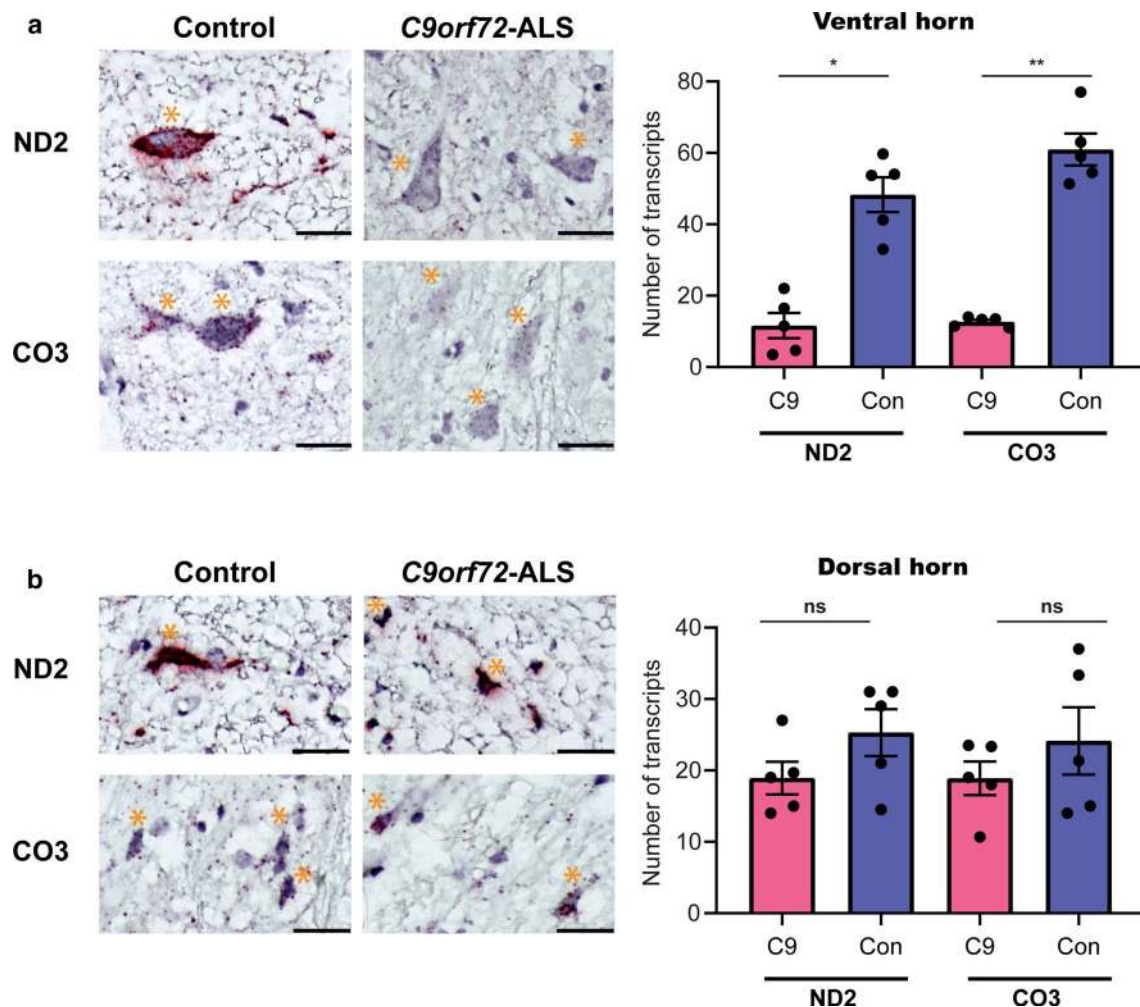 a
Control
C9orf72-ALS
ND2
CO3
Ventral horn
Number of transcripts
80
60
40
20
0
*
**
C9
Con
C9
Con
ND2
CO3
b
Control
C9orf72-ALS
ND2
CO3
Dorsal horn
Number of transcripts
40
30
20
10
0
ns
ns
C9
Con
C9
Con
ND2
CO3